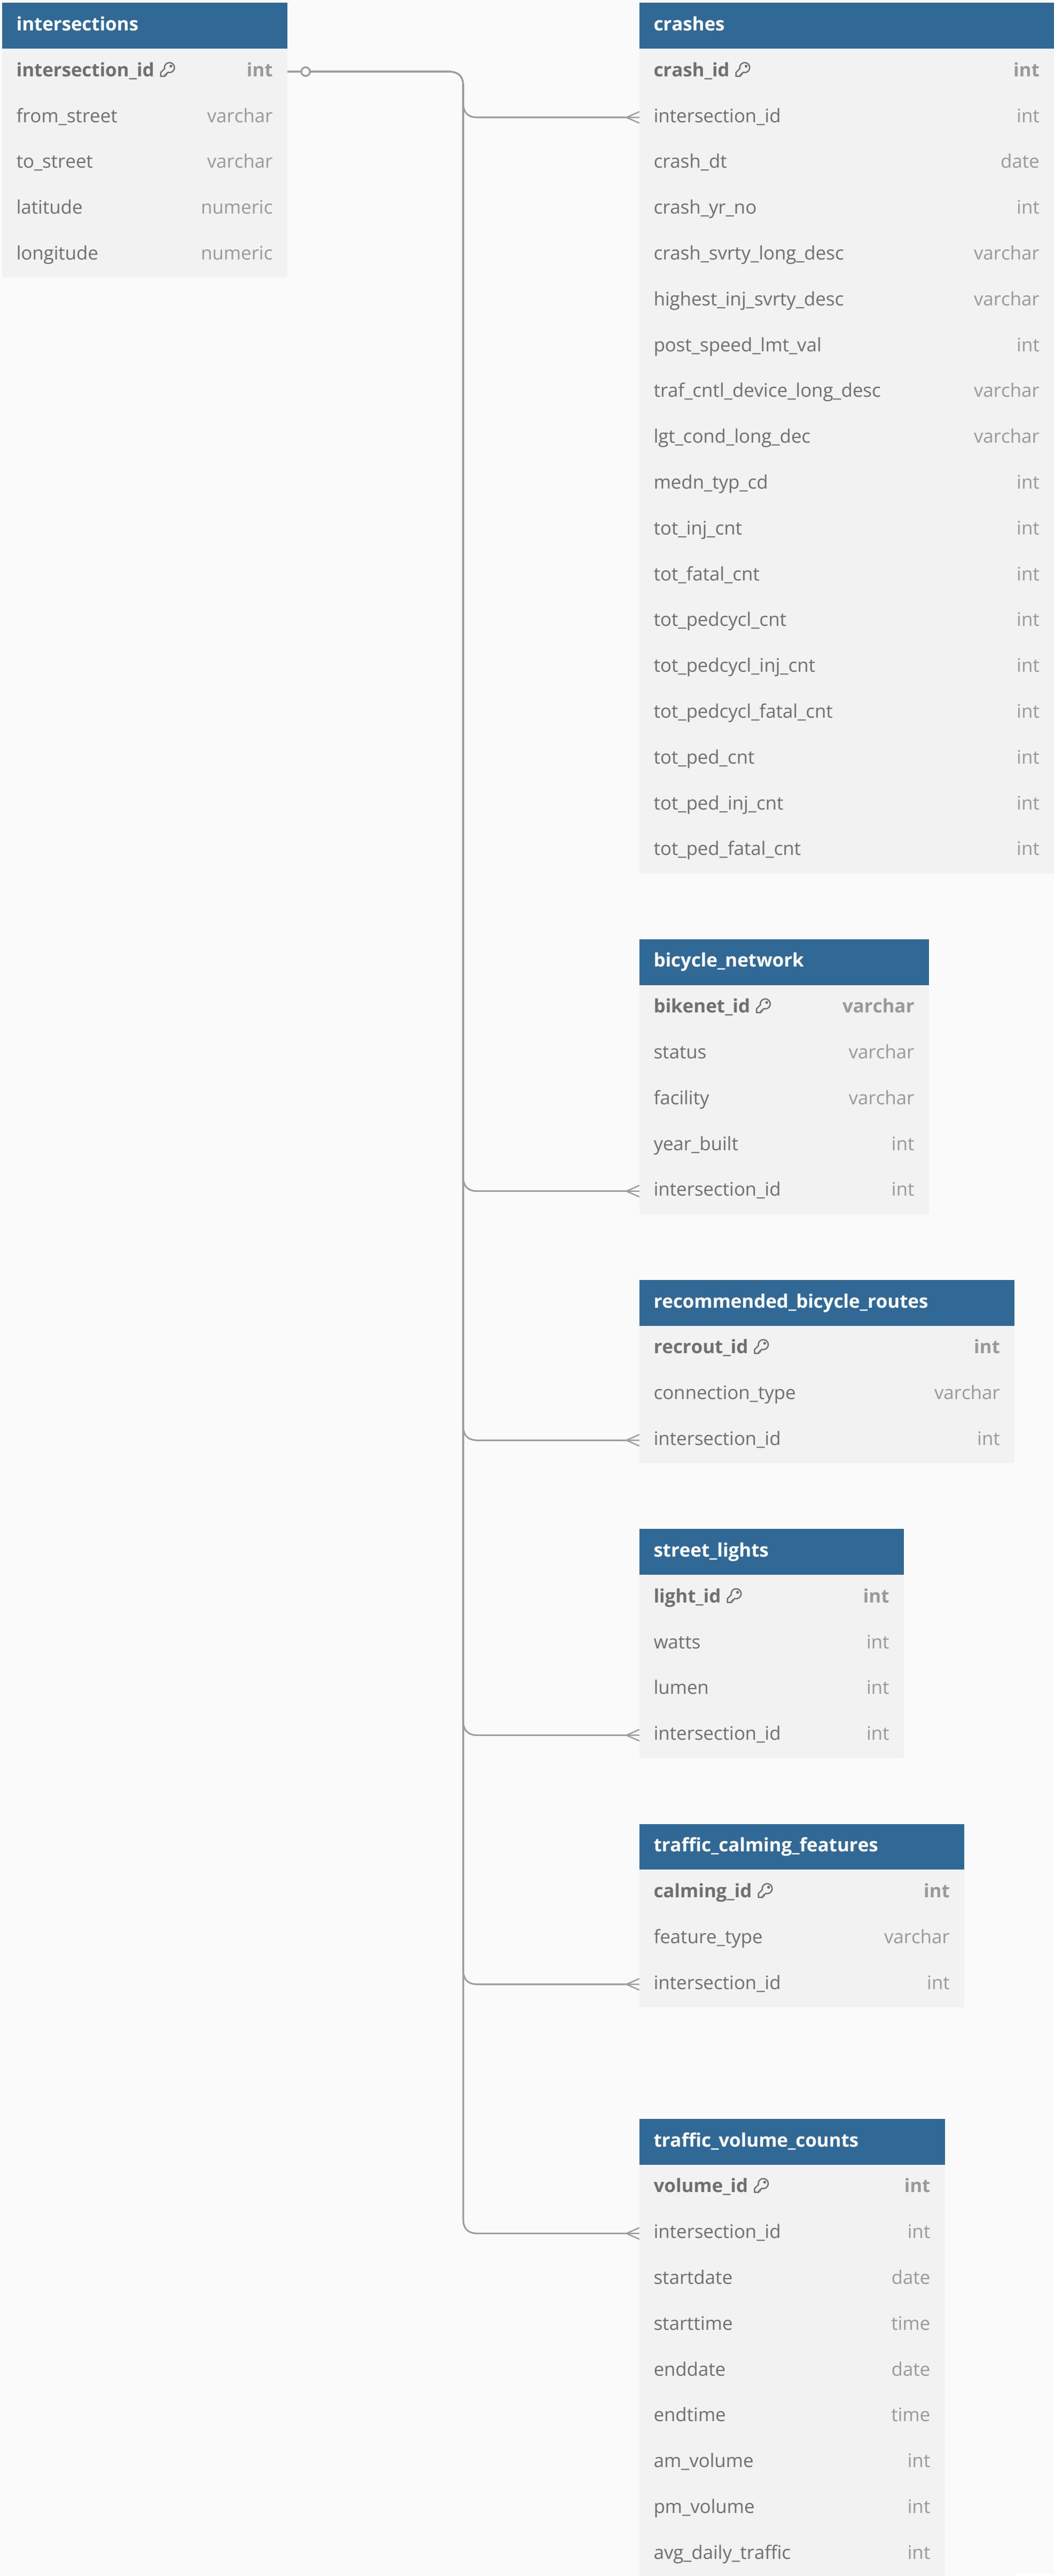 intersections
intersection_id int
from_street varchar
to_street varchar
latitude numeric
longitude numeric
crashes
crash_id int
intersection_id int
crash_dt date
crash_yr_no int
crash_svrty_long_desc varchar
highest_inj_svrty_desc varchar
post_speed_lmt_val int
traf_cntl_device_long_desc varchar
lgt_cond_long_dec varchar
medn_typ_cd int
tot_inj_cnt int
tot_fatal_cnt int
tot_pedcycl_cnt int
tot_pedcycl_inj_cnt int
tot_pedcycl_fatal_cnt int
tot_ped_cnt int
tot_ped_inj_cnt int
tot_ped_fatal_cnt int
bicycle_network
bikenet_id varchar
status varchar
facility varchar
year_built int
intersection_id int
recommended_bicycle_routes
recrout_id int
connection_type varchar
intersection_id int
street_lights
light_id int
watts int
lumen int
intersection_id int
traffic_calming_features
calming_id int
feature_type varchar
intersection_id int
traffic_volume_counts
volume_id int
intersection_id int
startdate date
starttime time
enddate date
endtime time
am_volume int
pm_volume int
avg_daily_traffic int